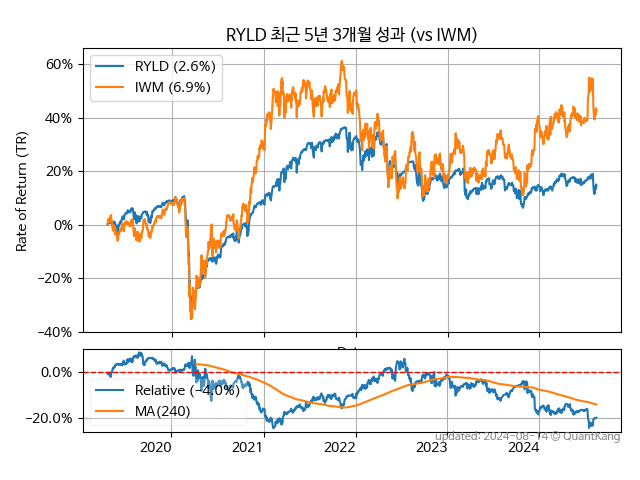 RYLD 최근 5년 3개월 성과 (vs IWM)
Rate of Return (TR)
60%
40%
20%
0%
−20%
−40%
RYLD (2.6%)
IWM (6.9%)
0.0%
−20.0%
Relative (−4.0%)
MA(240)
2020
2021
2022
2023
2024
updated: 2024-08-14 © QuantKang